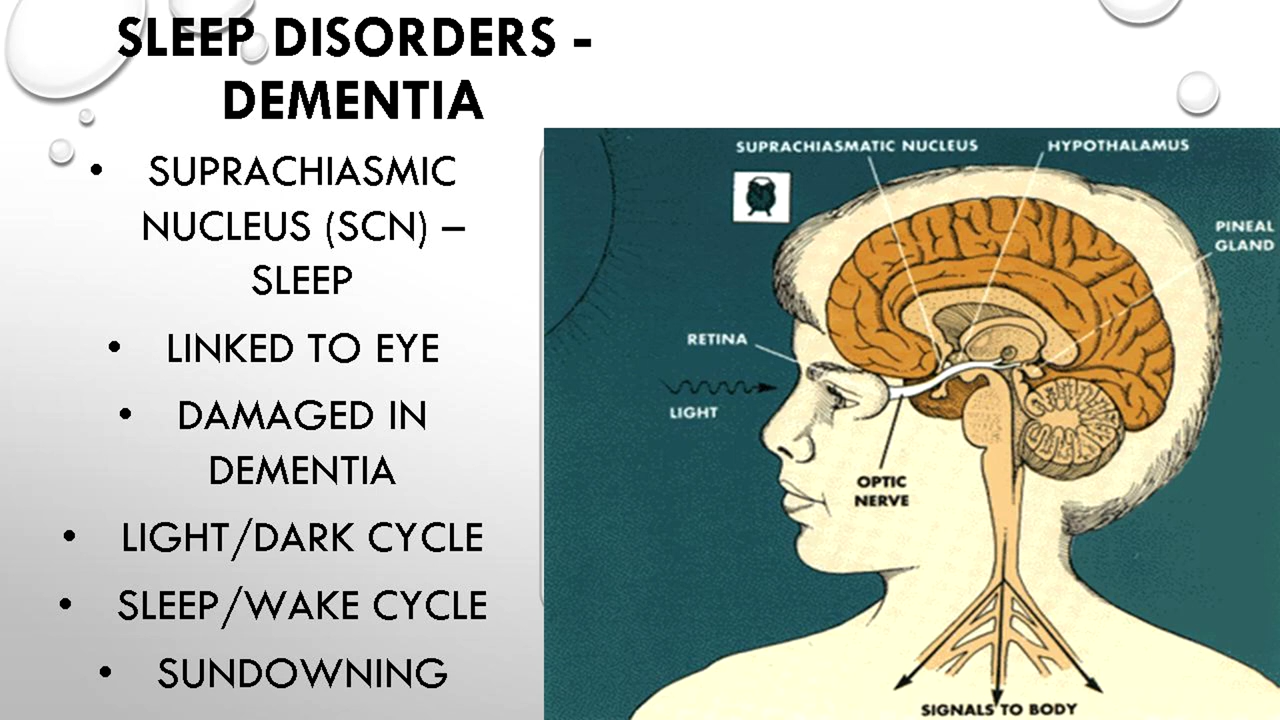 SLEEP DISORDERS -
DEMENTIA
• SUPRACHIASMIC
NUCLEUS (SCN) –
SLEEP
• LINKED TO EYE
• DAMAGED IN
DEMENTIA
• LIGHT/DARK CYCLE
• SLEEP/WAKE CYCLE
• SUNDOWNING
SUPRACHIASMATIC NUCLEUS
HYPOTHALAMUS
PINEAL
GLAND
RETINA
LIGHT
OPTIC
NERVE
SIGNALS TO BODY